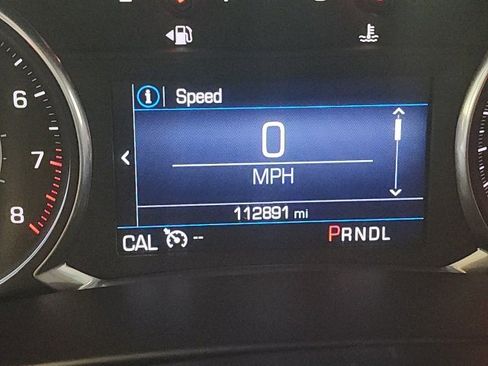 Speed
6
0
7
MPH
8
112891 mi
CAL --
PRNDL